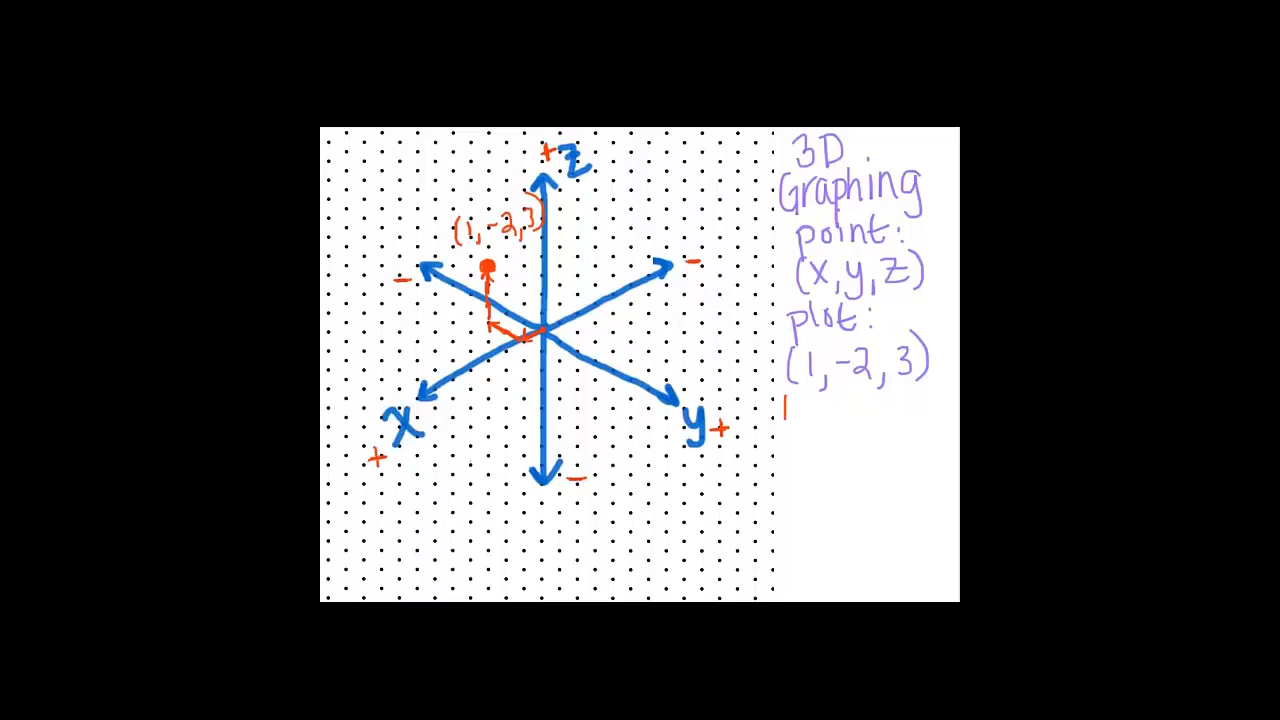 + z
(1,-2,3)
-
-
x
+
y +
-
3D
Graphing
point:
(x,y,z)
plot:
(1,-2,3)
|